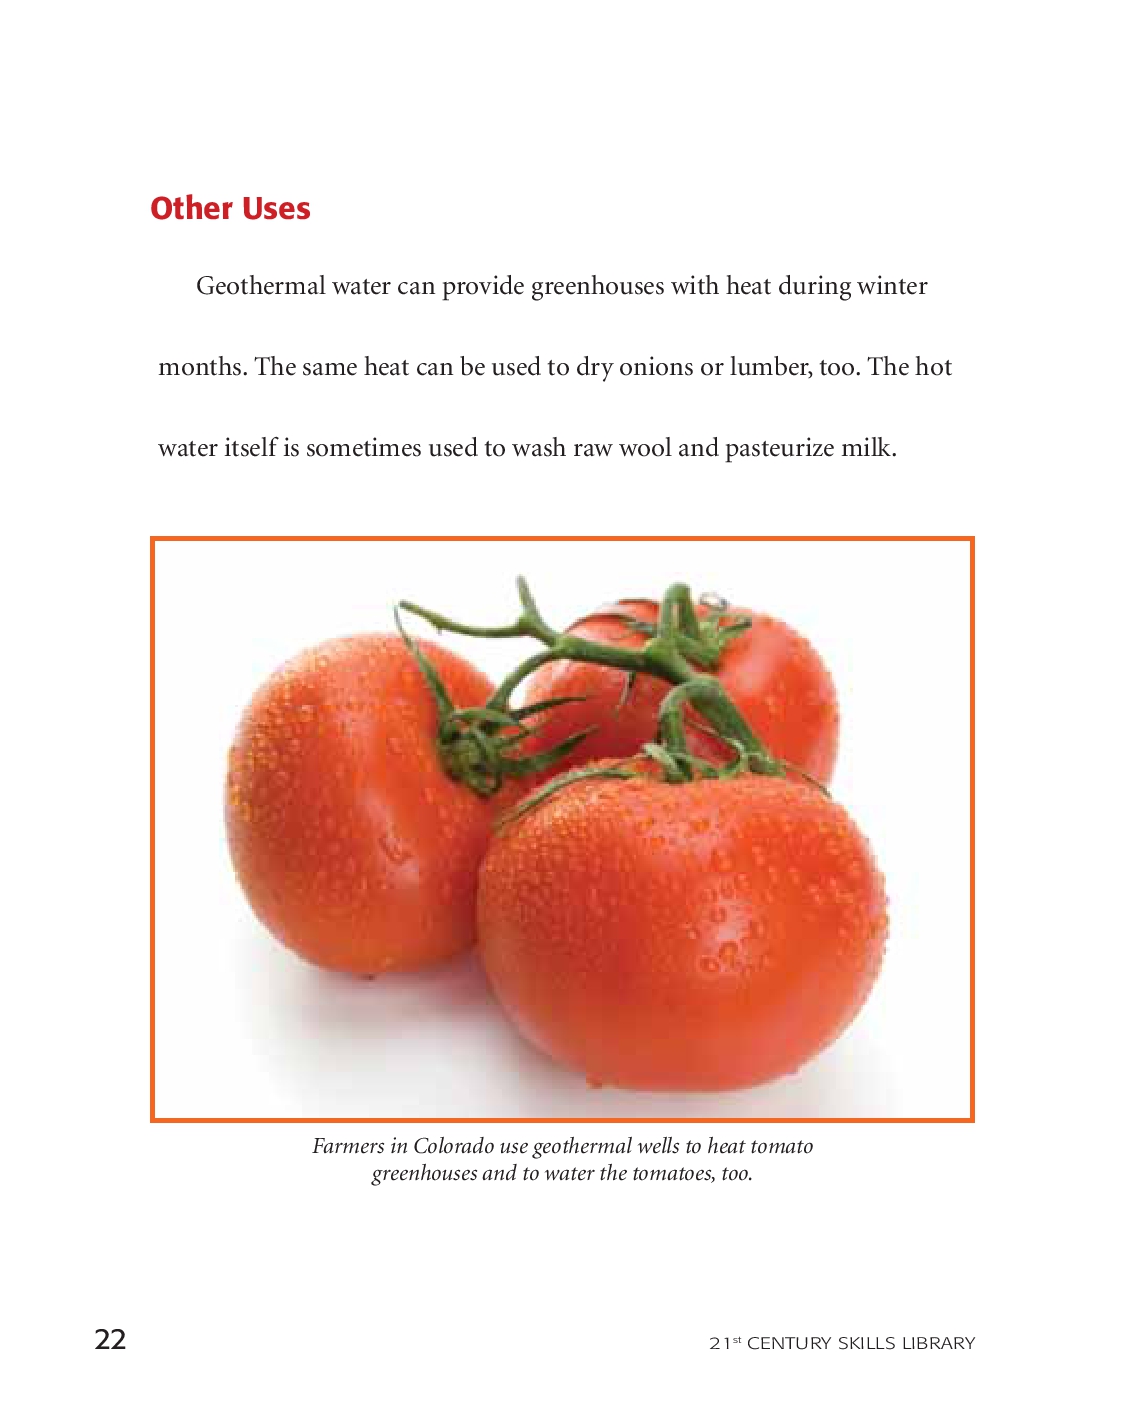 Other Uses
Geothermal water can provide greenhouses with heat during winter
months. The same heat can be used to dry onions or lumber, too. The hot
water itself is sometimes used to wash raw wool and pasteurize milk.
Farmers in Colorado use geothermal wells to heat tomato
greenhouses and to water the tomatoes, too.
22
21st CENTURY SKILLS LIBRARY